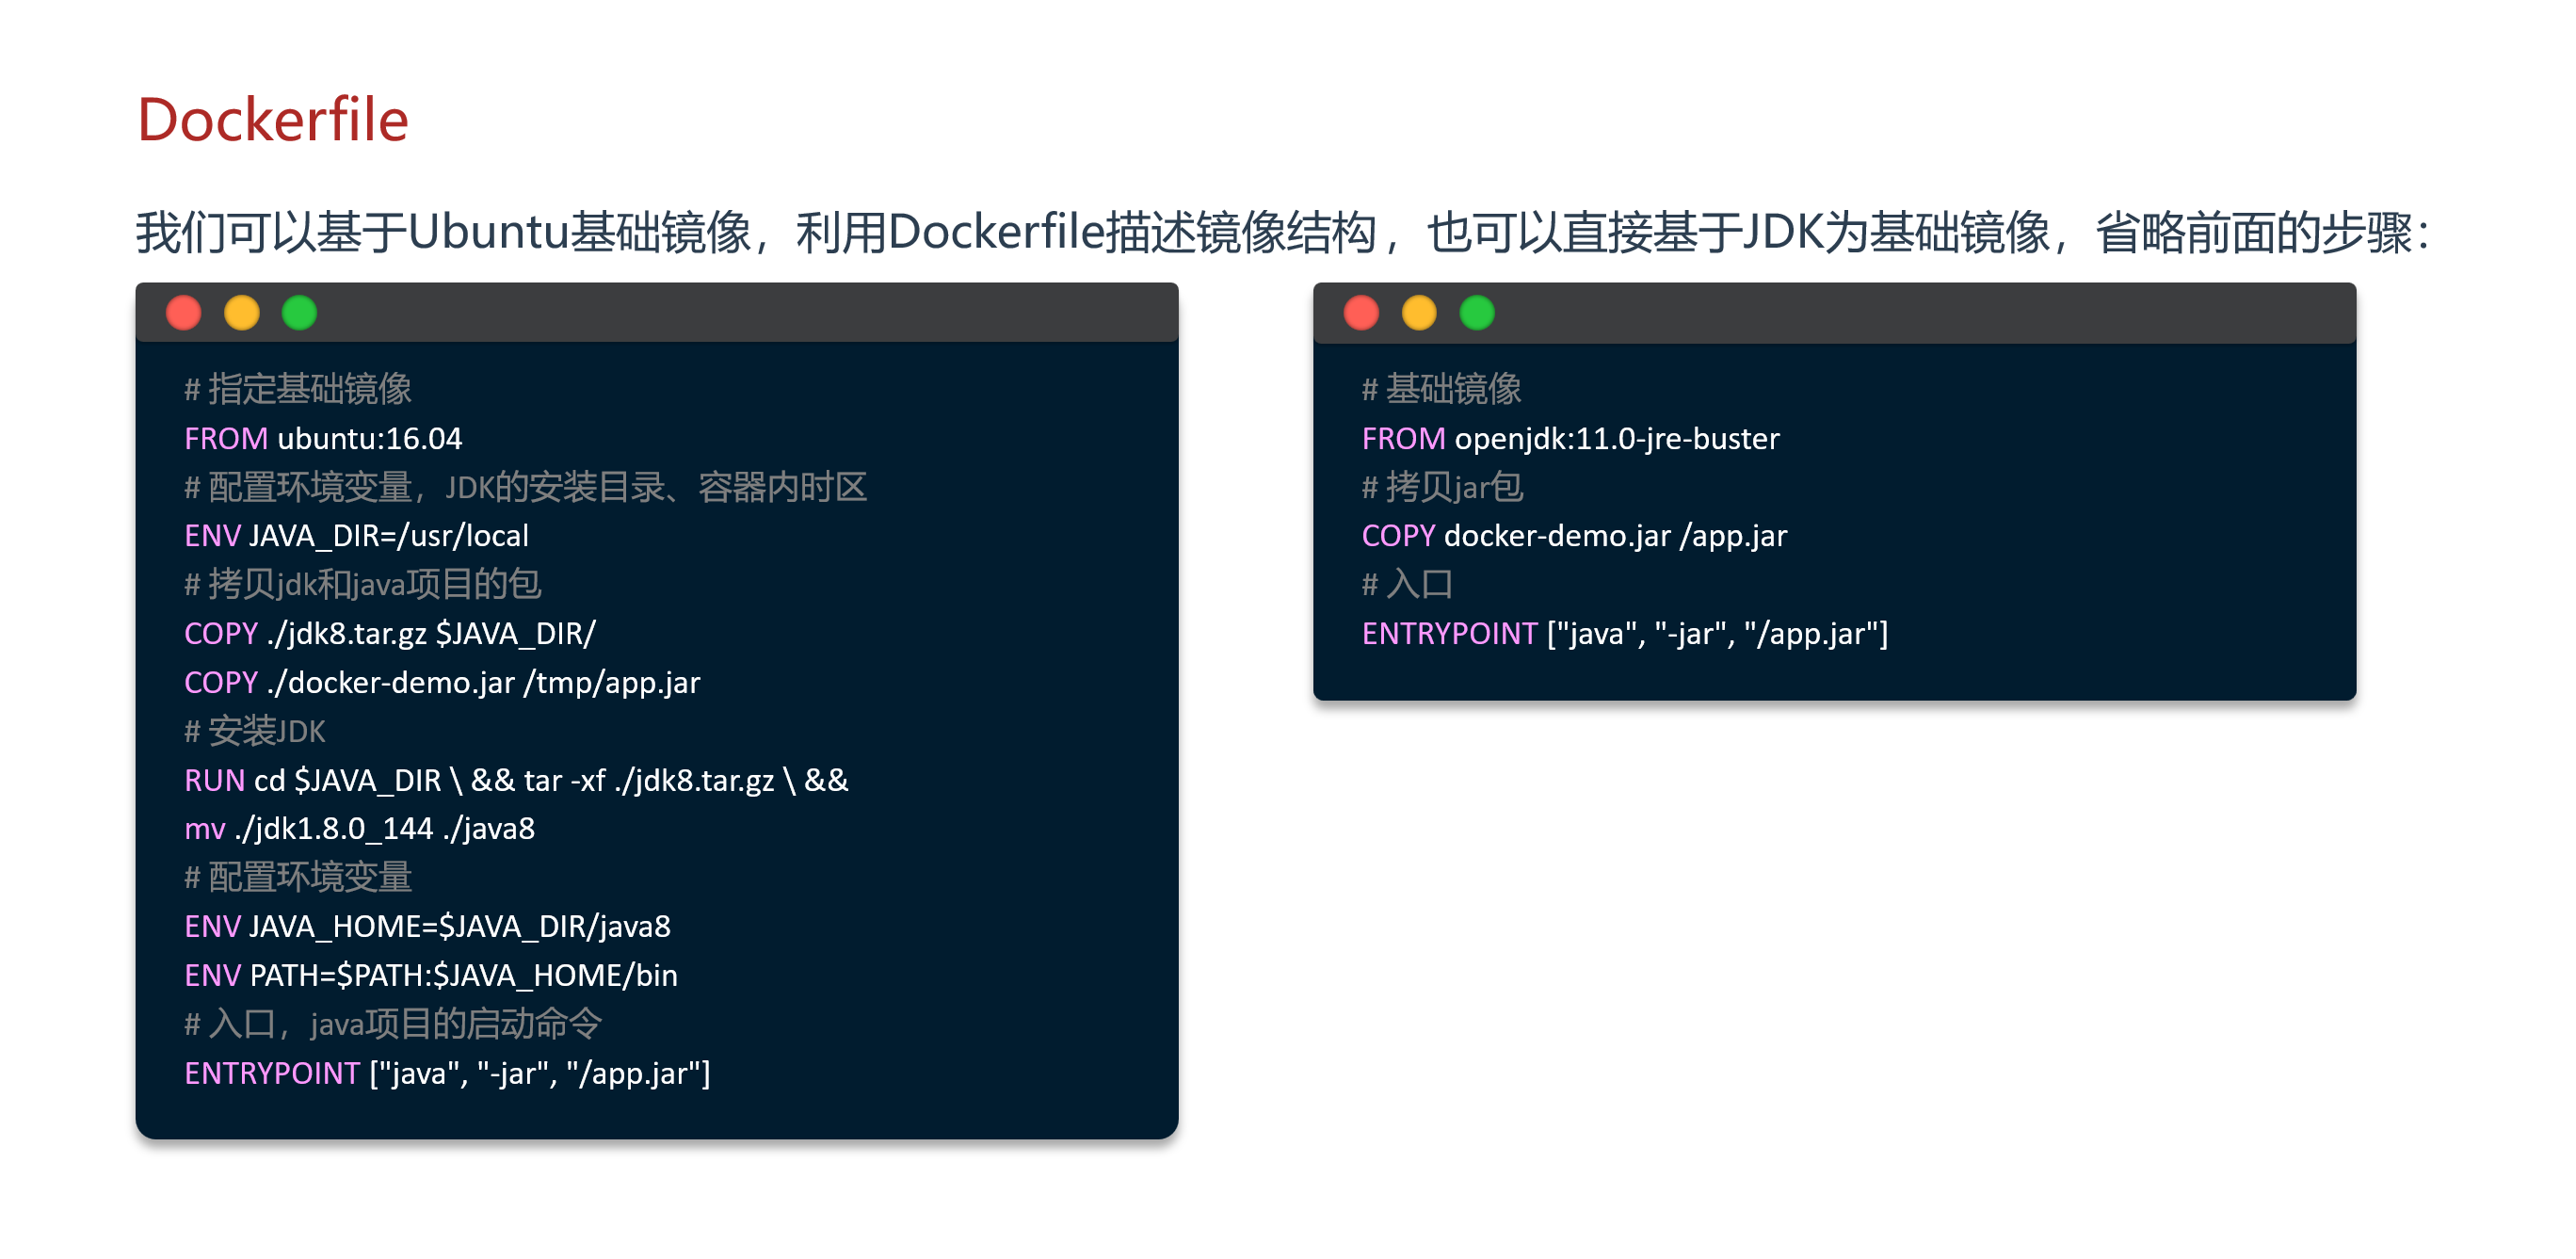 Dockerfile
我们可以基于Ubuntu基础镜像，利用Dockerfile描述镜像结构，也可以直接基于JDK为基础镜像，省略前面的步骤：
# 指定基础镜像
FROM ubuntu:16.04
# 配置环境变量，JDK的安装目录、容器内时区
ENV JAVA_DIR=/usr/local
# 拷贝jdk和java项目的包
COPY ./jdk8.tar.gz $JAVA_DIR/
COPY ./docker-demo.jar /tmp/app.jar
# 安装JDK
RUN cd $JAVA_DIR \ && tar -xf ./jdk8.tar.gz \ &&
mv ./jdk1.8.0_144 ./java8
# 配置环境变量
ENV JAVA_HOME=$JAVA_DIR/java8
ENV PATH=$PATH:$JAVA_HOME/bin
# 入口，java项目的启动命令
ENTRYPOINT ["java", "-jar", "/app.jar"]
# 基础镜像
FROM openjdk:11.0-jre-buster
# 拷贝jar包
COPY docker-demo.jar /app.jar
# 入口
ENTRYPOINT ["java", "-jar", "/app.jar"]